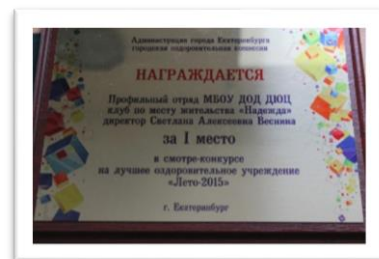 Администрация города Екатеринбурга
городская оздоровительная комиссия
НАГРАЖДАЕТСЯ
Профильный отряд МБОУ ДОД ДЮЦ
клуб по месту жительства «Надежда»
директор Светлана Алексеевна Веснина
за I место
в смотре-конкурсе
на лучшее оздоровительное учреждение
«Лето-2015»
г. Екатеринбург